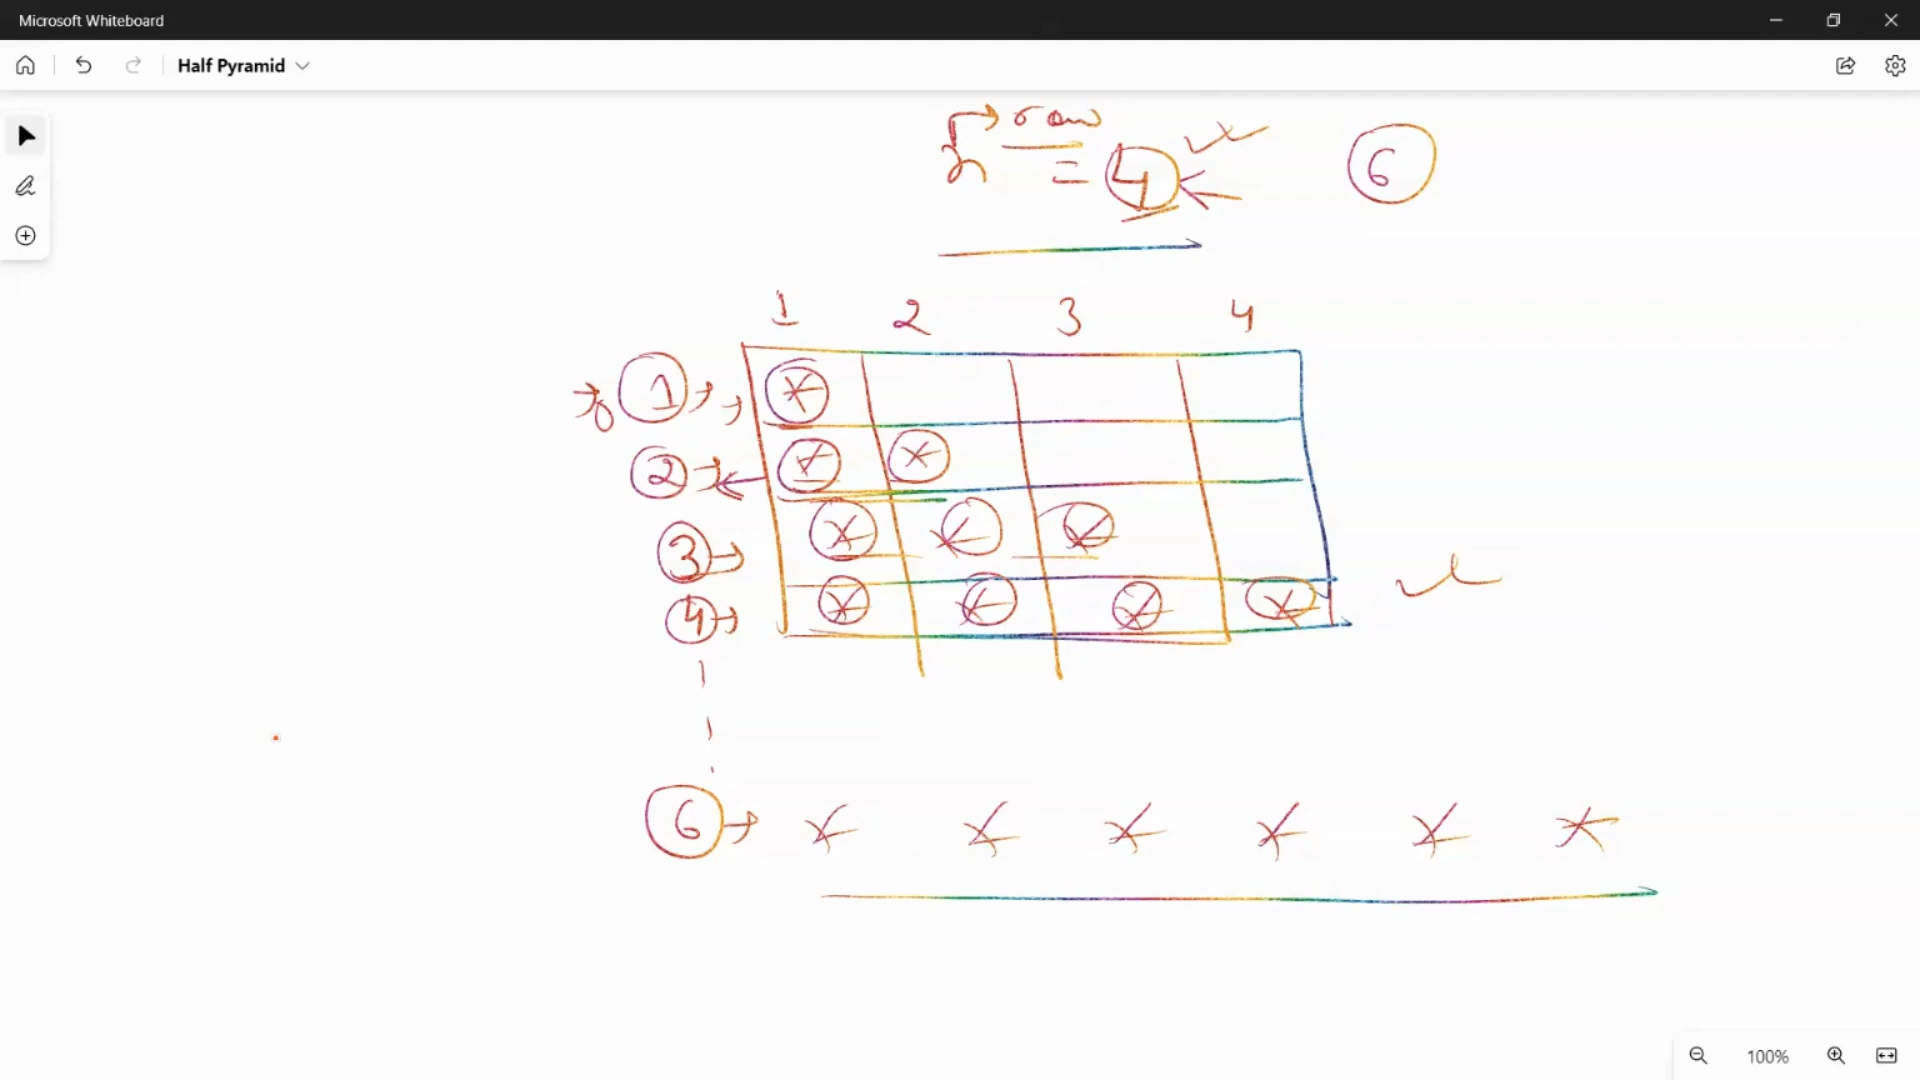 Microsoft Whiteboard
Half Pyramid
row
n = 4 6
1 2 3 4
1 *
2 * *
3 * * *
4 * * * *
6 * * * * * *
100%